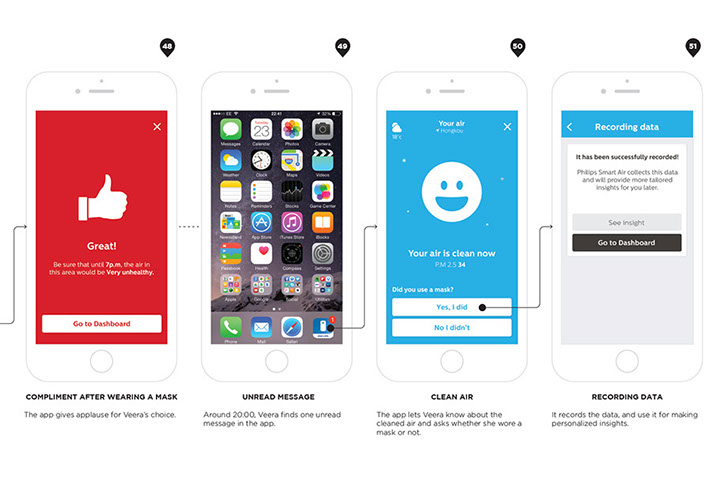 48
49
50
51
Great!
Be sure that until 7p.m, the air in
this area would be Very unhealthy.
Go to Dashboard
EE
22:41
32%
Messages
Calendar
Photos
Camera
Tuesday
23
Weather
Clock
Maps
Videos
Notes
Reminders
Stocks
Game Center
Newsstand
App Store
iTunes Store
iBooks
Passbook
Health
Compass
Settings
Apps
Google
Social
Utilities
Phone
Mail
Safari
1
Your air
Hongkou
18°C
Your air is clean now
P.M 2.5 34
Did you use a mask?
Yes, I did
No I didn't
Recording data
It has been successfully recorded!
Philips Smart Air collects this data
and will provide more tailored
insights for you later.
See insight
Go to Dashboard
COMPLIMENT AFTER WEARING A MASK
The app gives applause for Veera's choice.
UNREAD MESSAGE
Around 20:00, Veera finds one unread
message in the app.
CLEAN AIR
The app lets Veera know about the
cleaned air and asks whether she wore a
mask or not.
RECORDING DATA
It records the data, and use it for making
personalized insights.